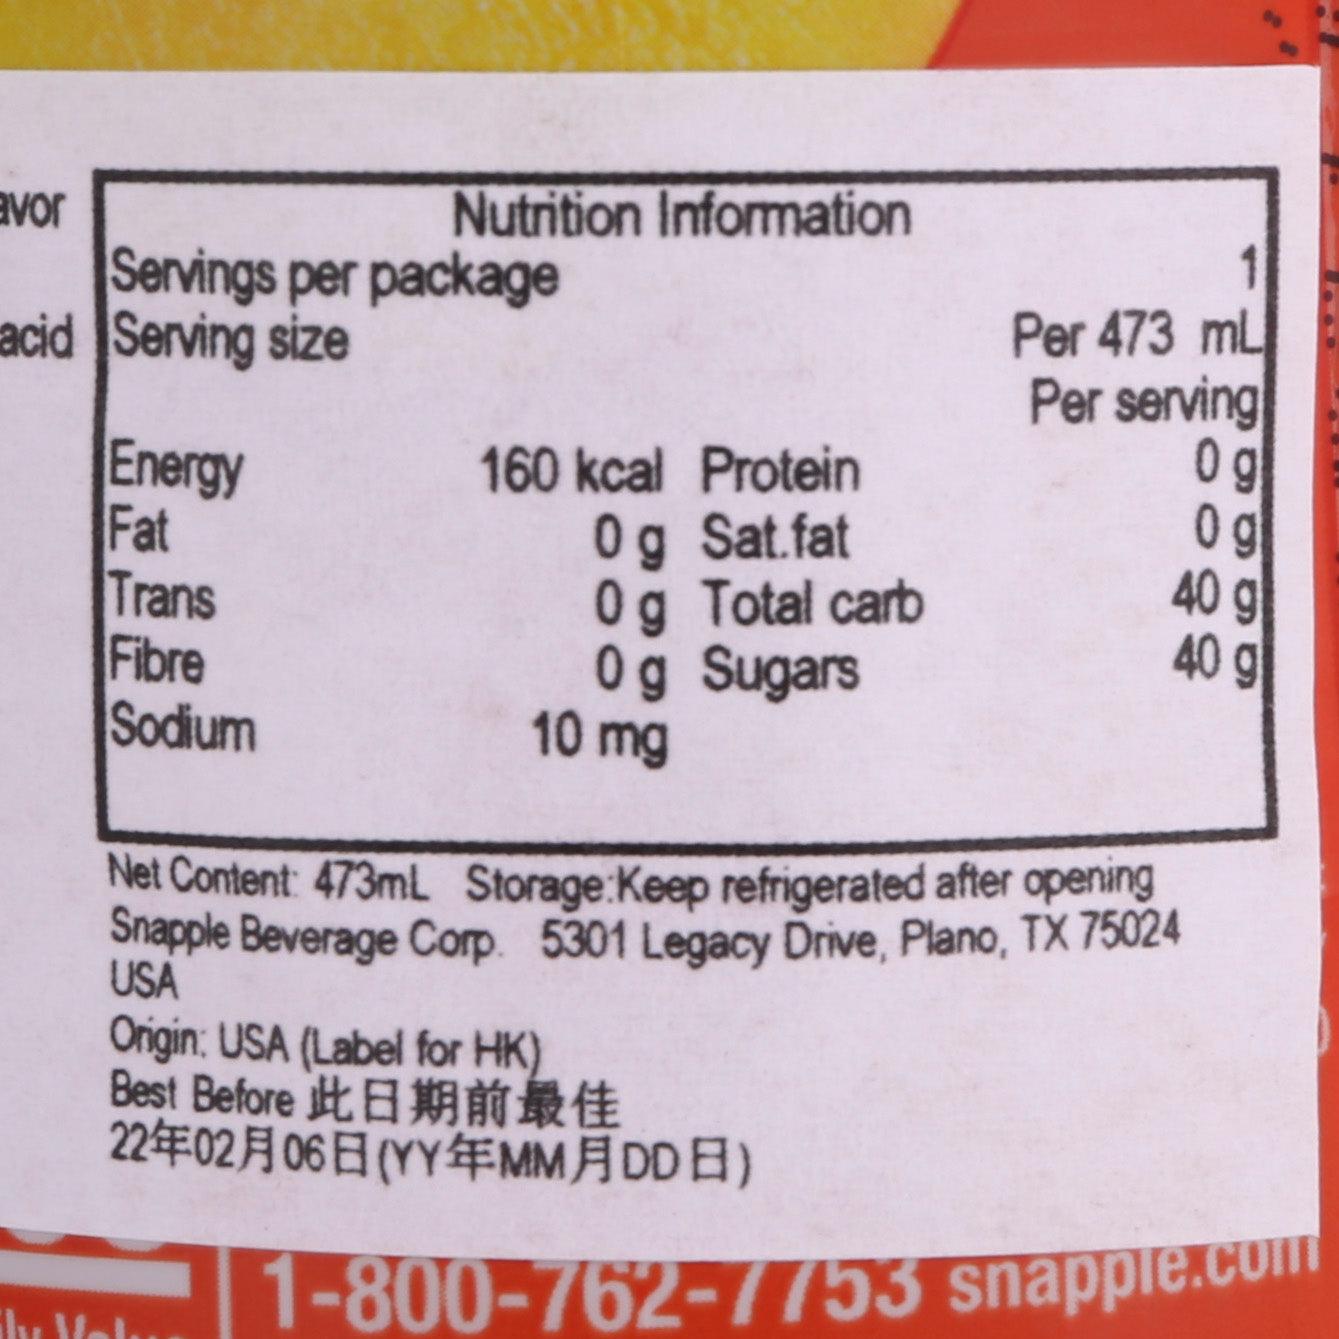 avor
acid
Nutrition Information
Servings per package 1
Serving size Per 473 mL
Per serving
Energy 160 kcal Protein 0 g
Fat 0 g Sat.fat 0 g
Trans 0 g Total carb 40 g
Fibre 0 g Sugars 40 g
Sodium 10 mg
Net Content: 473mL Storage:Keep refrigerated after opening
Snapple Beverage Corp. 5301 Legacy Drive, Plano, TX 75024
USA
Origin: USA (Label for HK)
Best Before 此日期前最佳
22年02月06日(YY年MM月DD日)
1-800-762-7753 snapple.com